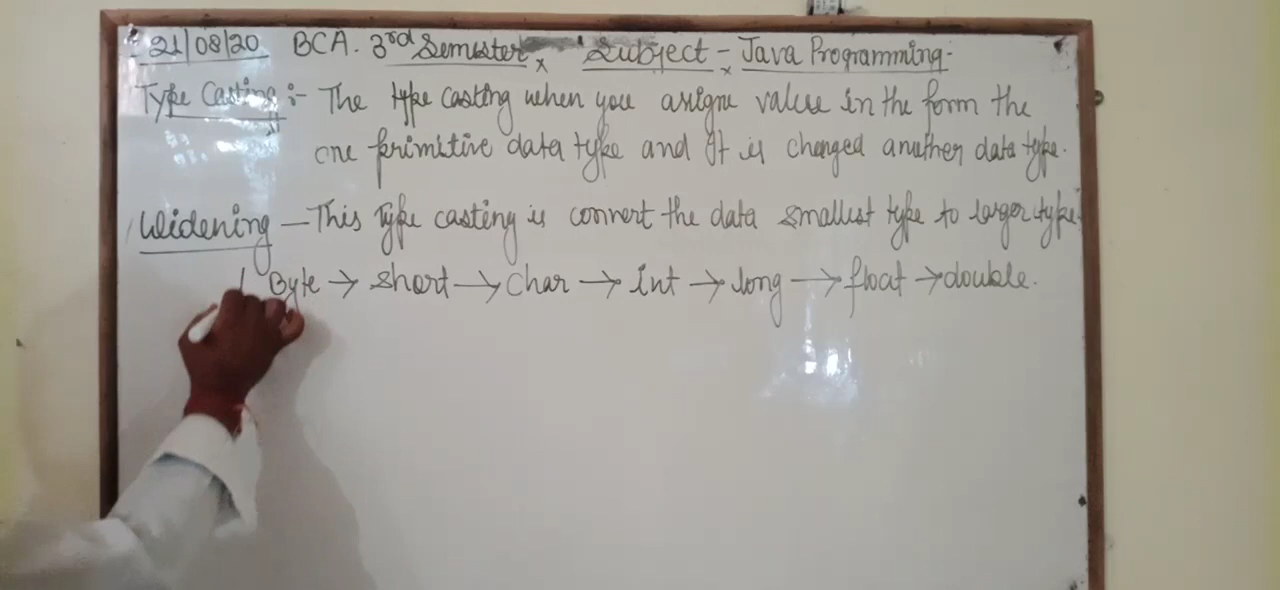 21/08/20 BCA. 3rd Semester x Subject - x Java Programming -
Type Casting :- The type casting when you assigne value in the form the
one primitive data type and It is changed another data type.
Widening - This type casting is convert the data smallest type to larger type.
Byte → short → Char → int → long → float → double.